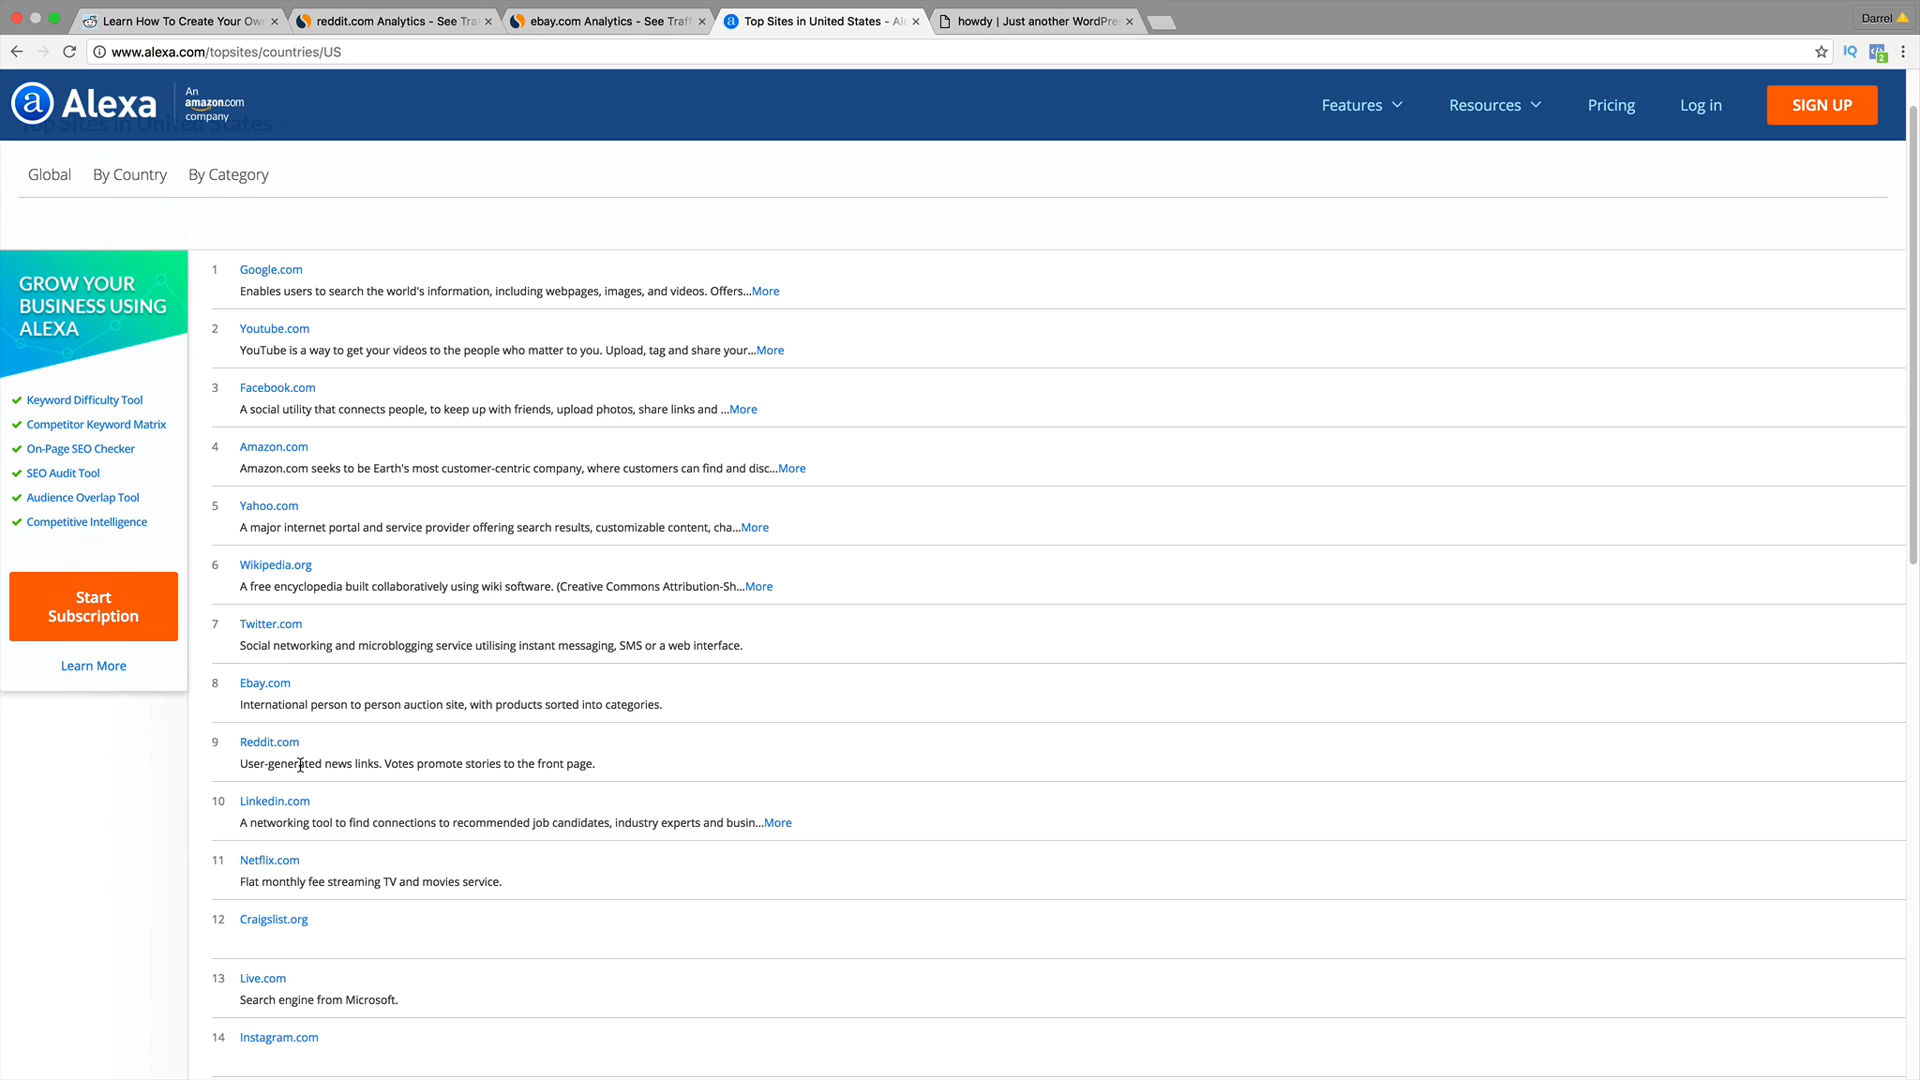 Learn How To Create Your Own
reddit.com Analytics - See Traf
ebay.com Analytics - See Traff
Top Sites in United States - Al
howdy | Just another WordPre
Darrel
www.alexa.com/topsites/countries/US
IQ
2
a Alexa
An
amazon.com
company
Top Sites in United States
Features
Resources
Pricing
Log in
SIGN UP
Global
By Country
By Category
GROW YOUR
BUSINESS USING
ALEXA
Keyword Difficulty Tool
Competitor Keyword Matrix
On-Page SEO Checker
SEO Audit Tool
Audience Overlap Tool
Competitive Intelligence
Start
Subscription
Learn More
1 Google.com
Enables users to search the world's information, including webpages, images, and videos. Offers...More
2 Youtube.com
YouTube is a way to get your videos to the people who matter to you. Upload, tag and share your...More
3 Facebook.com
A social utility that connects people, to keep up with friends, upload photos, share links and ...More
4 Amazon.com
Amazon.com seeks to be Earth's most customer-centric company, where customers can find and disc...More
5 Yahoo.com
A major internet portal and service provider offering search results, customizable content, cha...More
6 Wikipedia.org
A free encyclopedia built collaboratively using wiki software. (Creative Commons Attribution-Sh...More
7 Twitter.com
Social networking and microblogging service utilising instant messaging, SMS or a web interface.
8 Ebay.com
International person to person auction site, with products sorted into categories.
9 Reddit.com
User-generated news links. Votes promote stories to the front page.
10 Linkedin.com
A networking tool to find connections to recommended job candidates, industry experts and busin...More
11 Netflix.com
Flat monthly fee streaming TV and movies service.
12 Craigslist.org
13 Live.com
Search engine from Microsoft.
14 Instagram.com